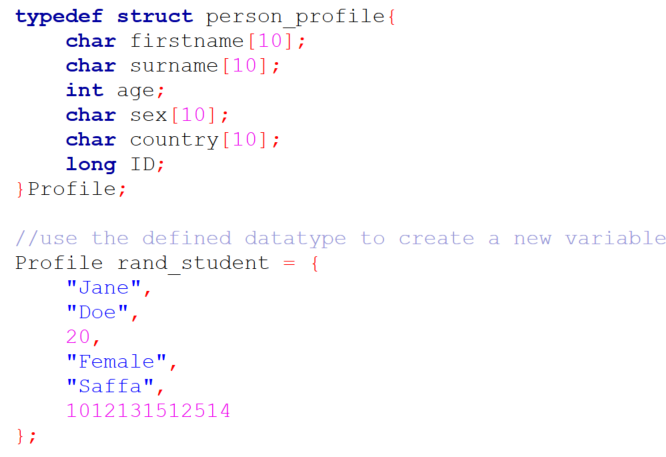 typedef struct person_profile{
    char firstname[10];
    char surname[10];
    int age;
    char sex[10];
    char country[10];
    long ID;
}Profile;

//use the defined datatype to create a new variable
Profile rand_student = {
    "Jane",
    "Doe",
    20,
    "Female",
    "Saffa",
    1012131512514
};